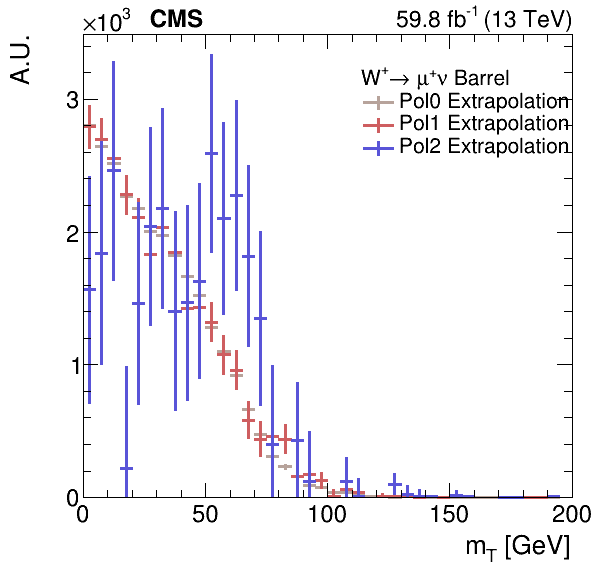 ×10³ CMS 59.8 fb⁻¹ (13 TeV)
A.U.
W⁺→ μ⁺ν Barrel
Pol0 Extrapolation
Pol1 Extrapolation
Pol2 Extrapolation
3
2
1
0
0 50 100 150 200
m_T [GeV]